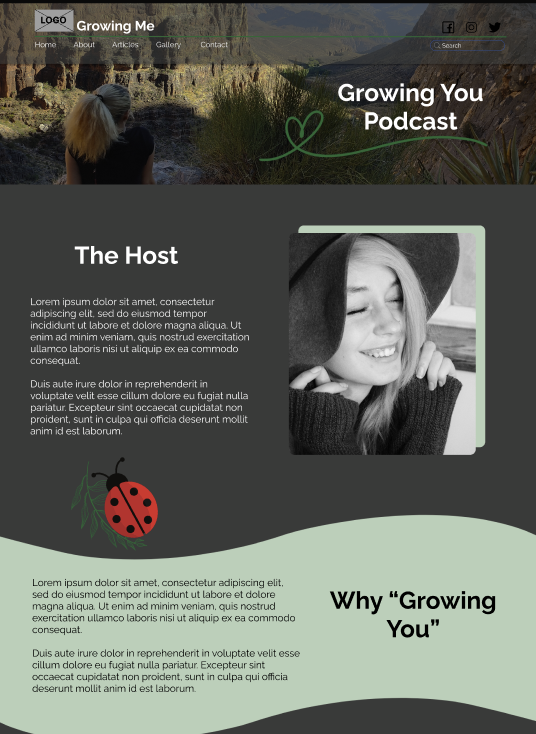 LOGO
Growing Me
Home About Articles Gallery Contact
Search
Growing You
Podcast
The Host
Lorem ipsum dolor sit amet, consectetur
adipiscing elit, sed do eiusmod tempor
incididunt ut labore et dolore magna aliqua. Ut
enim ad minim veniam, quis nostrud exercitation
ullamco laboris nisi ut aliquip ex ea commodo
consequat.
Duis aute irure dolor in reprehenderit in
voluptate velit esse cillum dolore eu fugiat nulla
pariatur. Excepteur sint occaecat cupidatat non
proident, sunt in culpa qui officia deserunt mollit
anim id est laborum.
Lorem ipsum dolor sit amet, consectetur adipiscing elit,
sed do eiusmod tempor incididunt ut labore et dolore
magna aliqua. Ut enim ad minim veniam, quis nostrud
exercitation ullamco laboris nisi ut aliquip ex ea commodo
consequat.
Duis aute irure dolor in reprehenderit in voluptate velit esse
cillum dolore eu fugiat nulla pariatur. Excepteur sint
occaecat cupidatat non proident, sunt in culpa qui officia
deserunt mollit anim id est laborum.
Why “Growing
You”